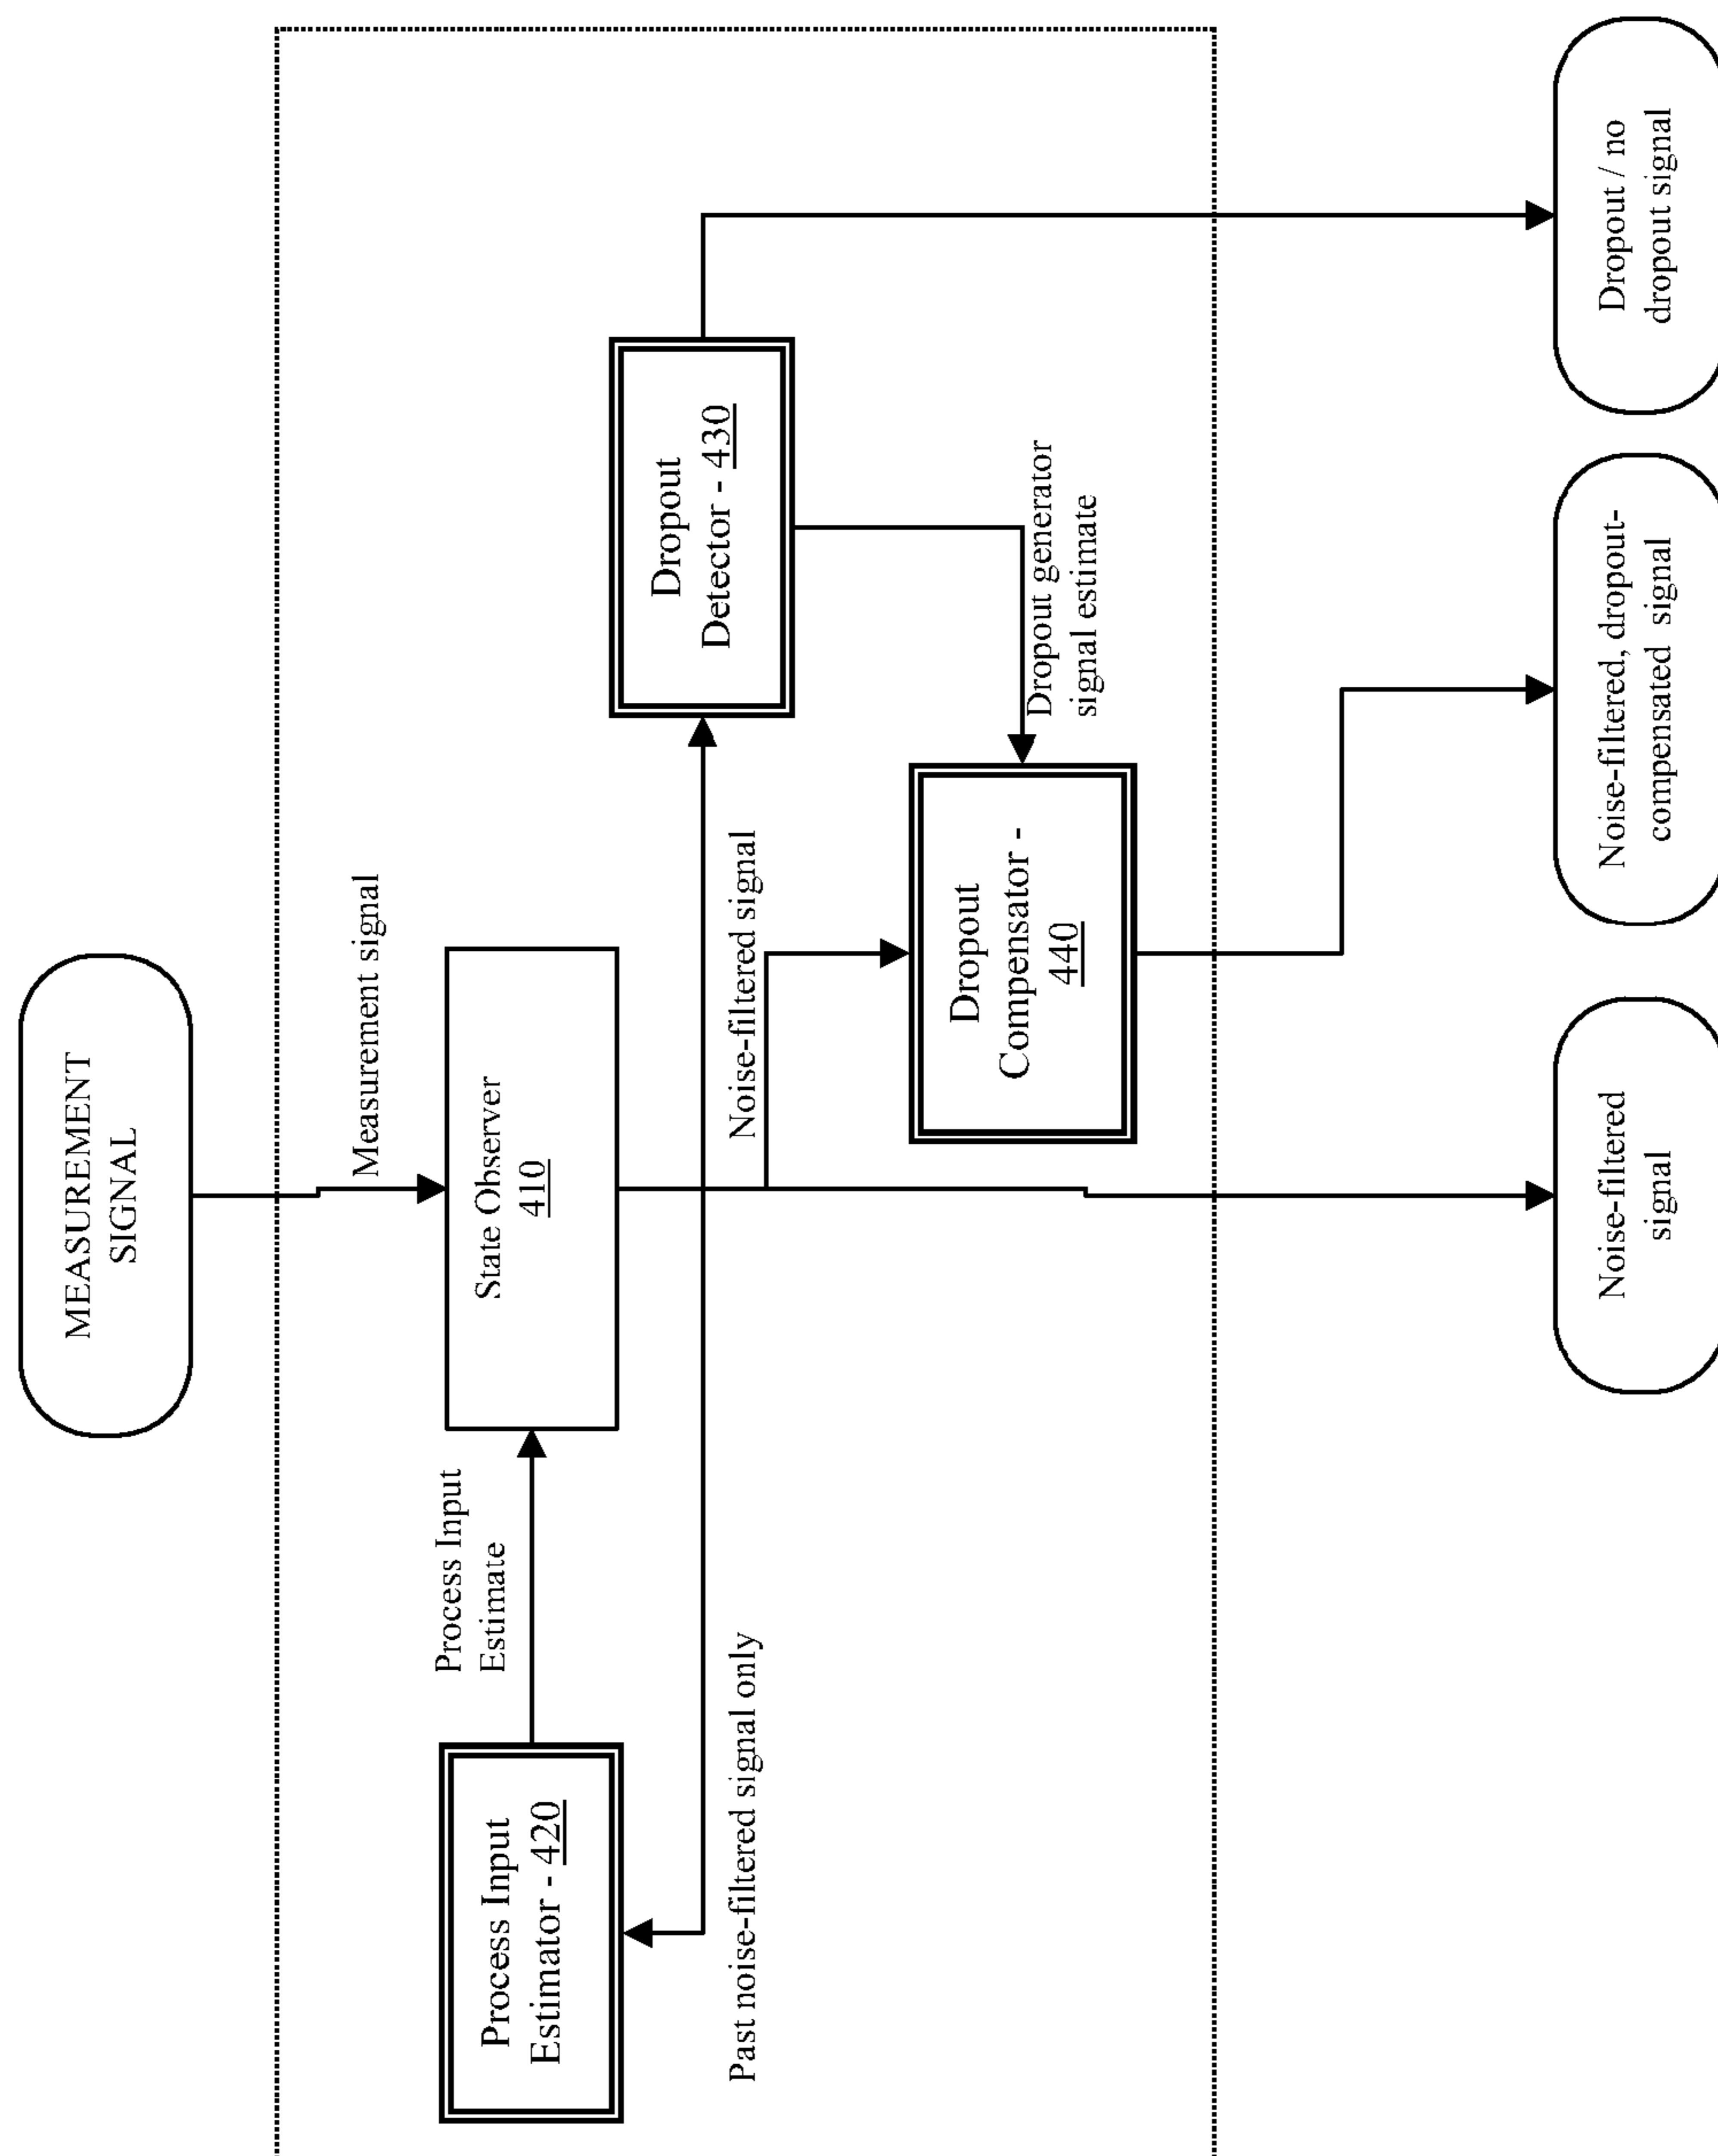 MEASUREMENT
SIGNAL
Measurement signal
Process Input
Estimate
State Observer
410
Process Input
Estimator - 420
Dropout
Detector - 430
Past noise-filtered signal only
Noise-filtered signal
Dropout
Compensator -
440
Dropout generator
signal estimate
Noise-filtered
signal
Noise-filtered, dropout-
compensated signal
Dropout / no
dropout signal